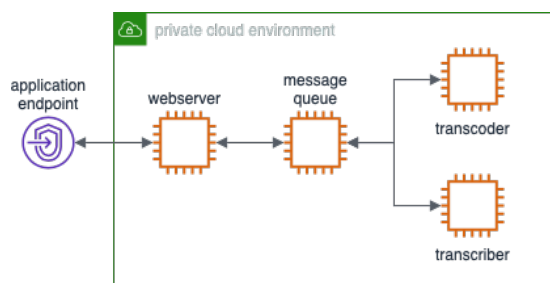 private cloud environment
application
endpoint
webserver
message
queue
transcoder
transcriber